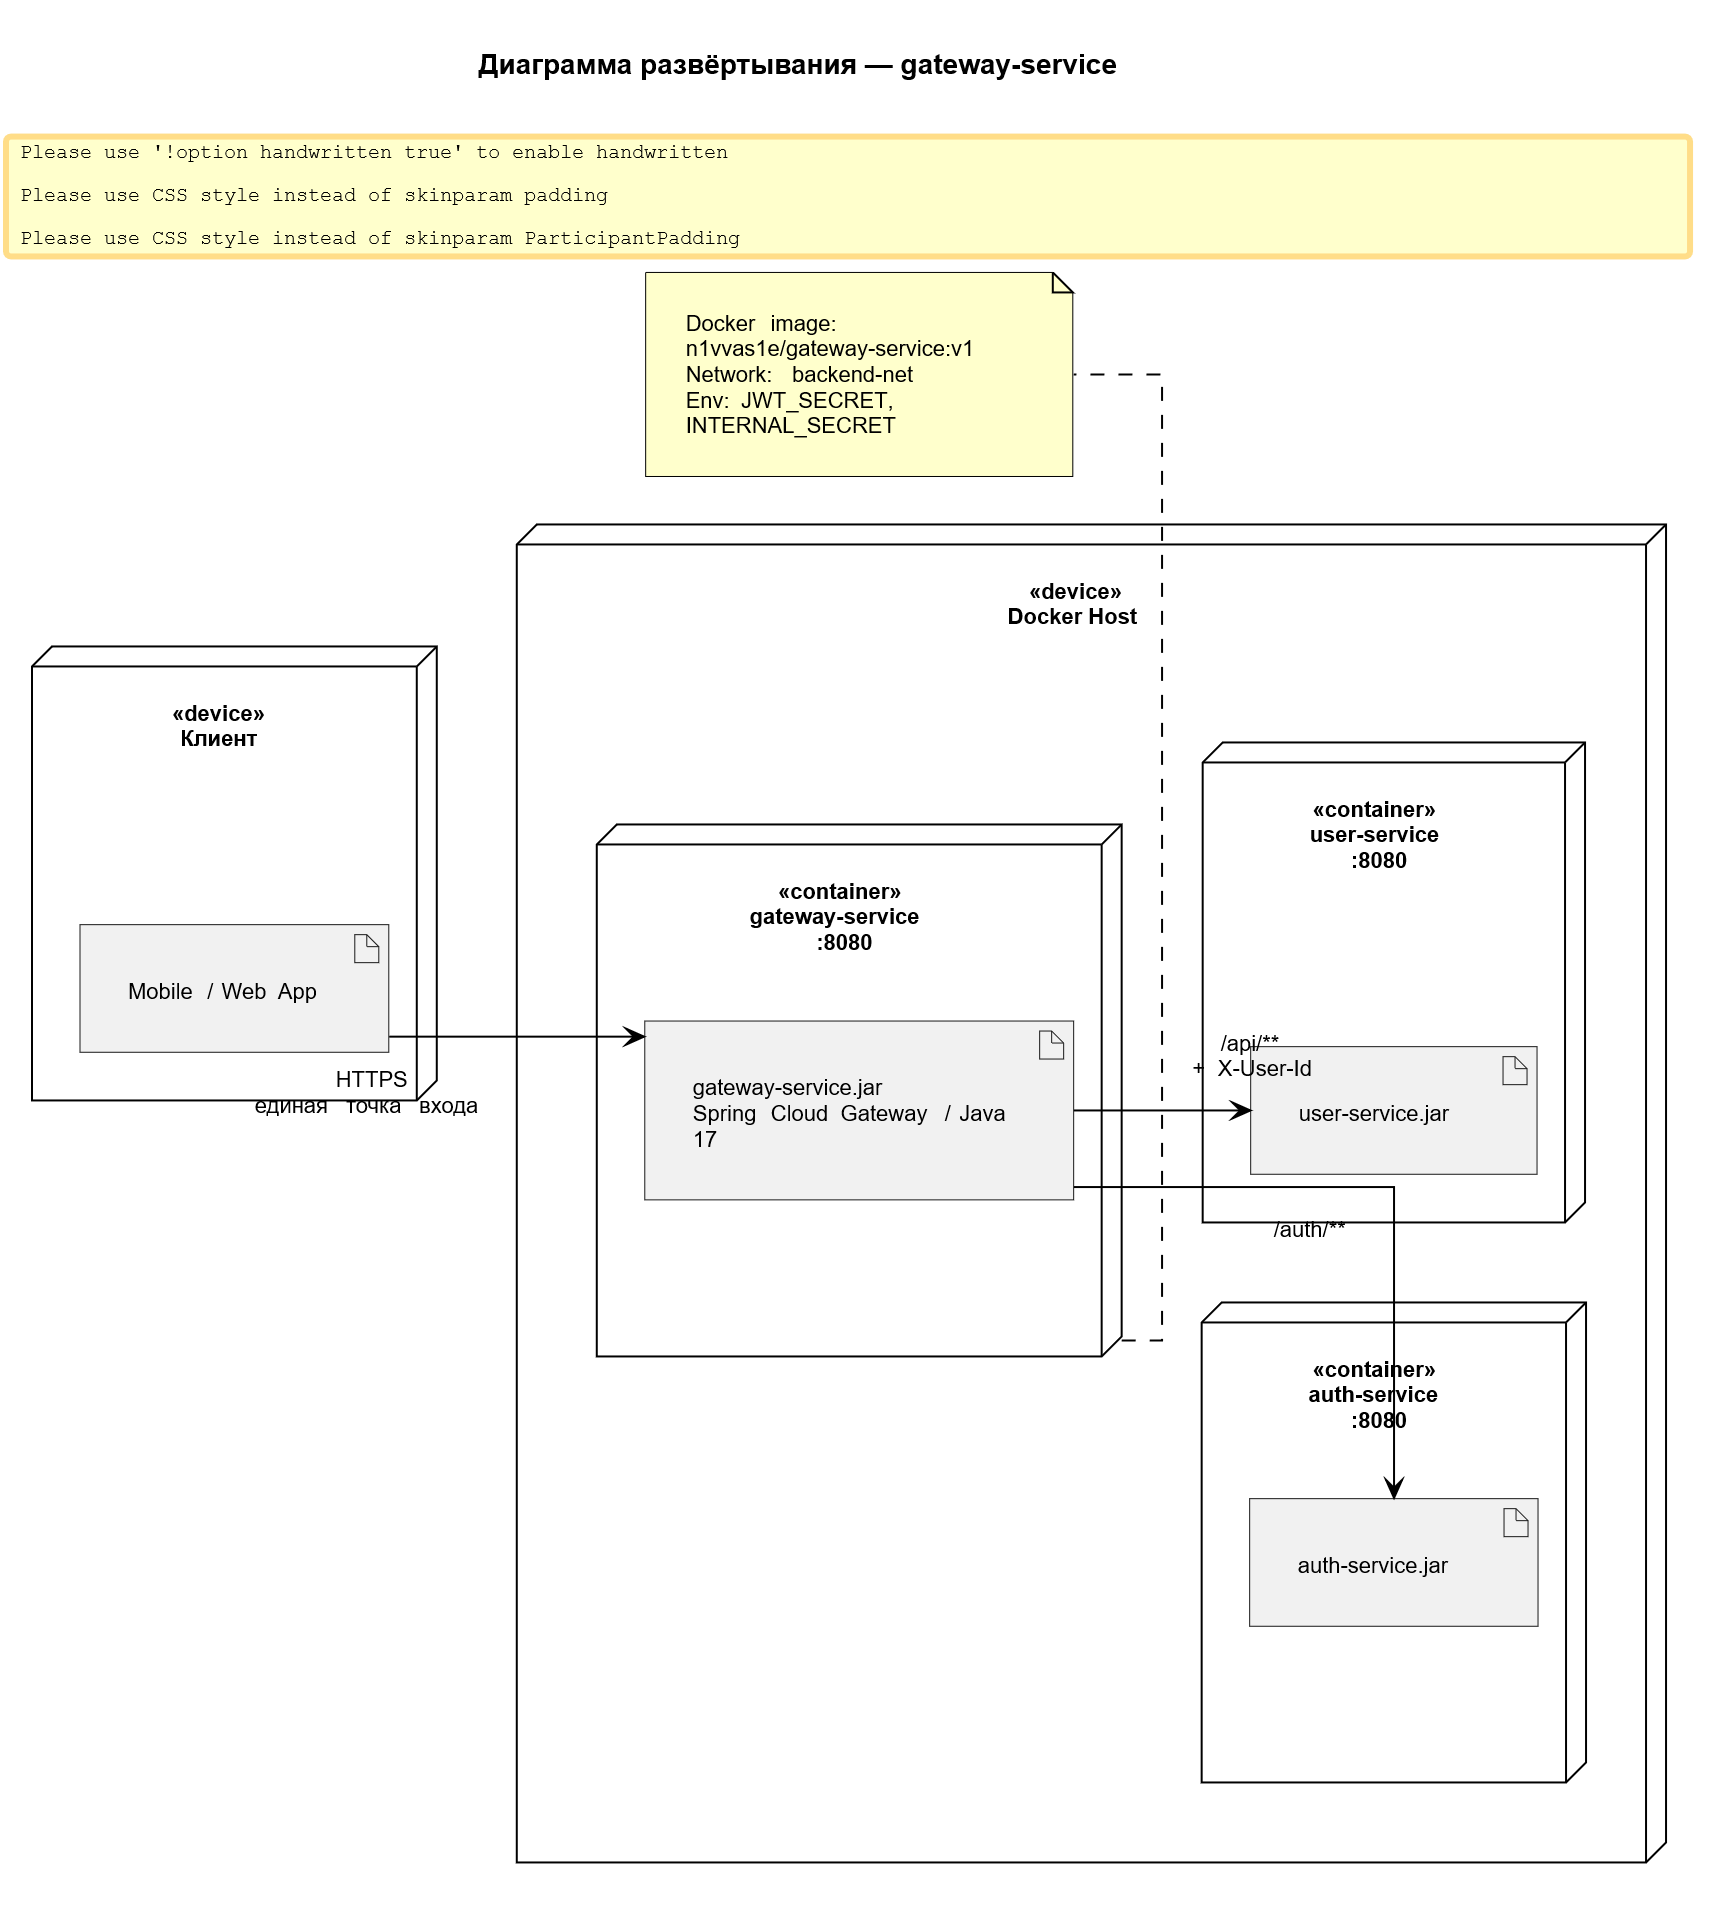 Диаграмма развёртывания — gateway-service
Please use '!option handwritten true' to enable handwritten
Please use CSS style instead of skinparam padding
Please use CSS style instead of skinparam ParticipantPadding
Docker image:
n1vvas1e/gateway-service:v1
Network: backend-net
Env: JWT_SECRET,
INTERNAL_SECRET
«device»
Docker Host
«device»
Клиент
Mobile / Web App
HTTPS
единая точка входа
«container»
gateway-service
:8080
gateway-service.jar
Spring Cloud Gateway / Java
17
«container»
user-service
:8080
/api/**
+ X-User-Id
user-service.jar
/auth/**
«container»
auth-service
:8080
auth-service.jar